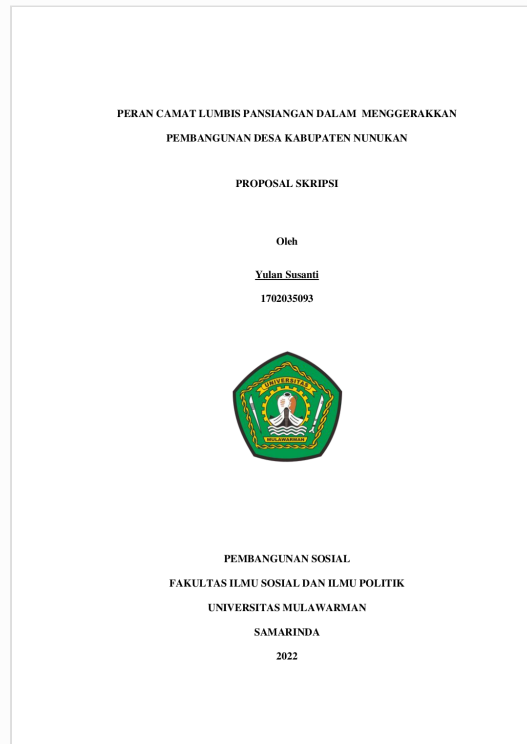 PERAN CAMAT LUMBIS PANSIANGAN DALAM  MENGGERAKKAN
PEMBANGUNAN DESA KABUPATEN NUNUKAN
PROPOSAL SKRIPSI
Oleh
Yulan Susanti
1702035093
UNIVERSITAS
MULAWARMAN
PEMBANGUNAN SOSIAL
FAKULTAS ILMU SOSIAL DAN ILMU POLITIK
UNIVERSITAS MULAWARMAN
SAMARINDA
2022